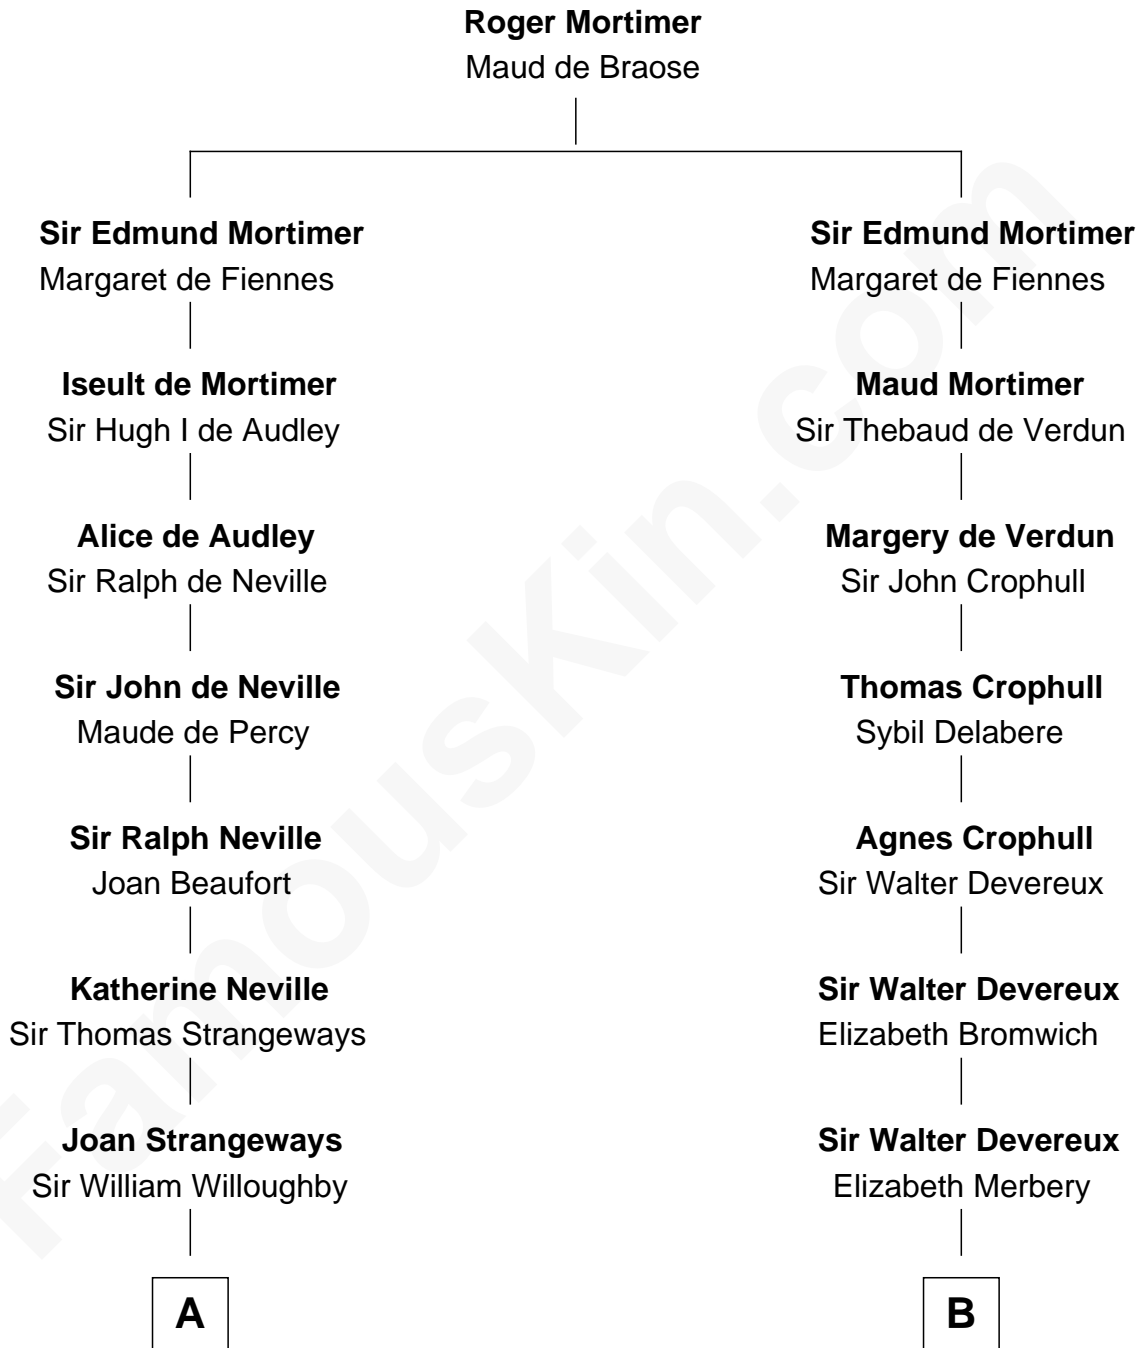 Roger Mortimer
Maud de Braose
Sir Edmund Mortimer
Margaret de Fiennes
Iseult de Mortimer
Sir Hugh I de Audley
Alice de Audley
Sir Ralph de Neville
Sir John de Neville
Maude de Percy
Sir Ralph Neville
Joan Beaufort
Katherine Neville
Sir Thomas Strangeways
Joan Strangeways
Sir William Willoughby
A
Sir Edmund Mortimer
Margaret de Fiennes
Maud Mortimer
Sir Thebaud de Verdun
Margery de Verdun
Sir John Crophull
Thomas Crophull
Sybil Delabere
Agnes Crophull
Sir Walter Devereux
Sir Walter Devereux
Elizabeth Bromwich
Sir Walter Devereux
Elizabeth Merbery
B
FamousKin.com